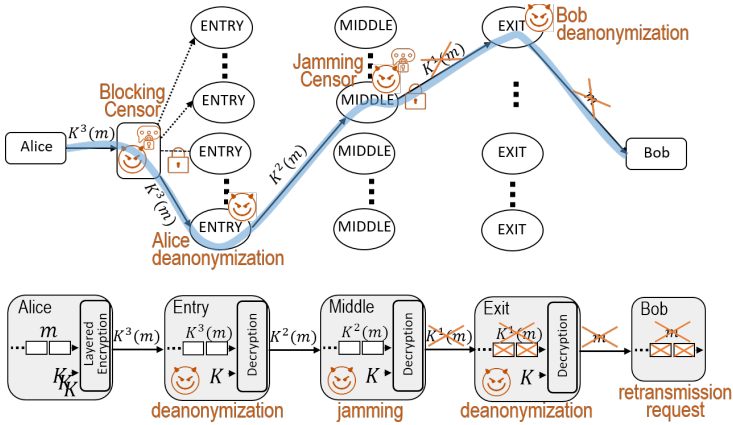 ENTRY
MIDDLE
EXIT
Bob
deanonymization
Jamming
Censor
K¹(m)
Blocking
Censor
ENTRY
MIDDLE
m
K³(m)
Alice
ENTRY
MIDDLE
EXIT
Bob
K²(m)
K³(m)
ENTRY
MIDDLE
EXIT
Alice
deanonymization
Alice
Entry
Middle
Exit
Bob
m
Layered
Encryption
K³(m)
K³(m)
Decryption
K²(m)
K²(m)
Decryption
K¹(m)
K¹(m)
Decryption
m
m
K
K
K
K
K
K
deanonymization
jamming
deanonymization
retransmission
request